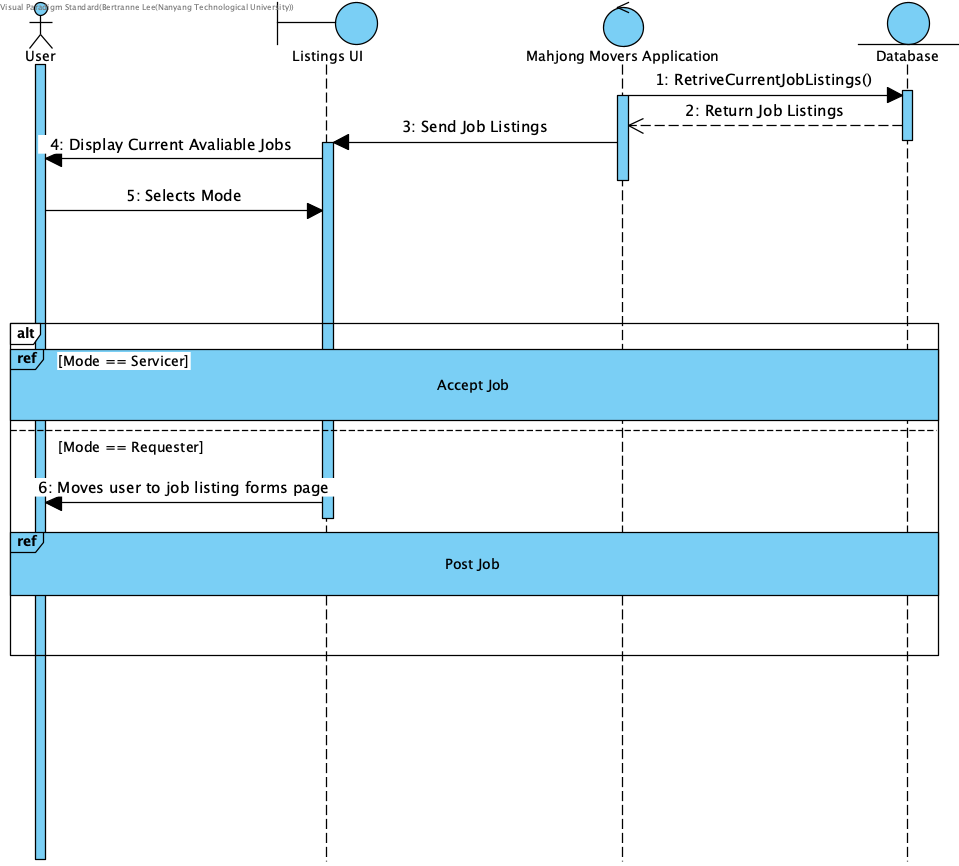 Visual Paradigm Standard(Bertranne Lee(Nanyang Technological University))
User
Listings UI
Mahjong Movers Application
Database
1: RetriveCurrentJobListings()
2: Return Job Listings
3: Send Job Listings
4: Display Current Avaliable Jobs
5: Selects Mode
alt
ref
[Mode == Servicer]
Accept Job
[Mode == Requester]
6: Moves user to job listing forms page
ref
Post Job